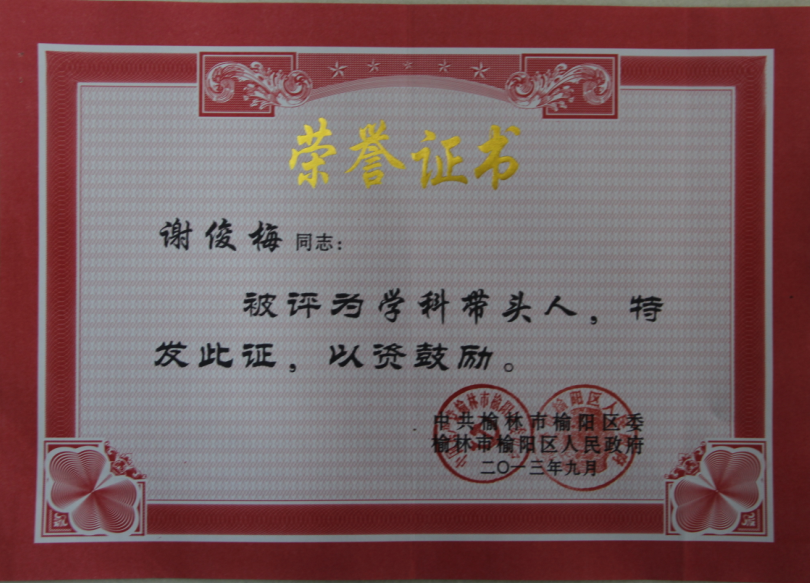 荣誉证书
谢俊梅 同志：
被评为学科带头人，特
发此证，以资鼓励。
中共榆林市榆阳区委
榆林市榆阳区人民政府
二〇一三年九月